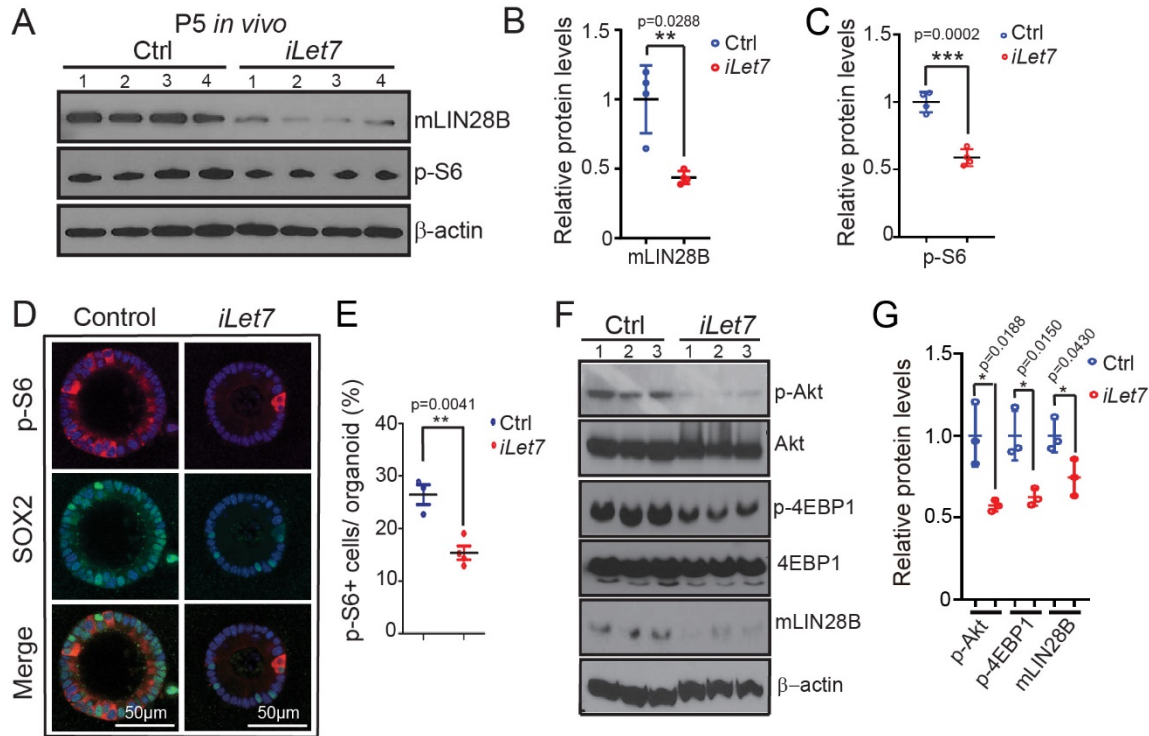 A
P5 in vivo
Ctrl iLet7
1 2 3 4 1 2 3 4
mLIN28B
p-S6
β-actin
B
p=0.0288
**
Ctrl
iLet7
Relative protein levels
1.5
1
0.5
0
mLIN28B
C
p=0.0002
***
Ctrl
iLet7
Relative protein levels
1.5
1
0.5
0
p-S6
D
Control iLet7
p-S6
SOX2
Merge
50µm 50µm
E
p=0.0041
**
Ctrl
iLet7
p-S6+ cells/ organoid (%)
40
30
20
10
0
F
Ctrl iLet7
1 2 3 1 2 3
p-Akt
Akt
p-4EBP1
4EBP1
mLIN28B
β-actin
G
p=0.0188
p=0.0150
p=0.0430
* * *
Ctrl
iLet7
Relative protein levels
1.5
1.0
0.5
0
p-Akt
p-4EBP1
mLIN28B